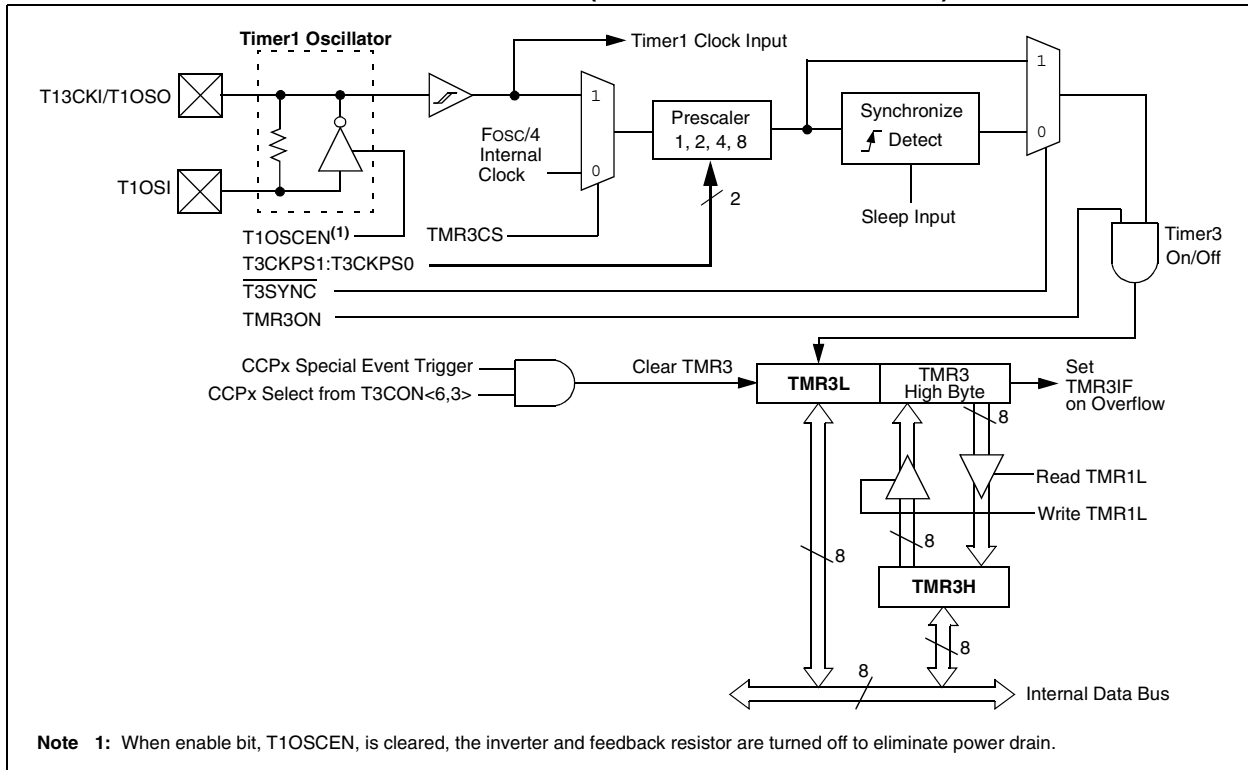 Timer1 Oscillator
Timer1 Clock Input
T13CKI/T1OSO
1
FOSC/4
Internal
Clock
0
Prescaler
1, 2, 4, 8
Synchronize
Detect
1
0
T1OSI
2
Sleep Input
T1OSCEN(1)
TMR3CS
Timer3
On/Off
T3CKPS1:T3CKPS0
T3SYNC
TMR3ON
CCPx Special Event Trigger
CCPx Select from T3CON<6,3>
Clear TMR3
TMR3L
TMR3
High Byte
Set
TMR3IF
on Overflow
8
Read TMR1L
Write TMR1L
8
8
TMR3H
8
8
Internal Data Bus
Note 1: When enable bit, T1OSCEN, is cleared, the inverter and feedback resistor are turned off to eliminate power drain.